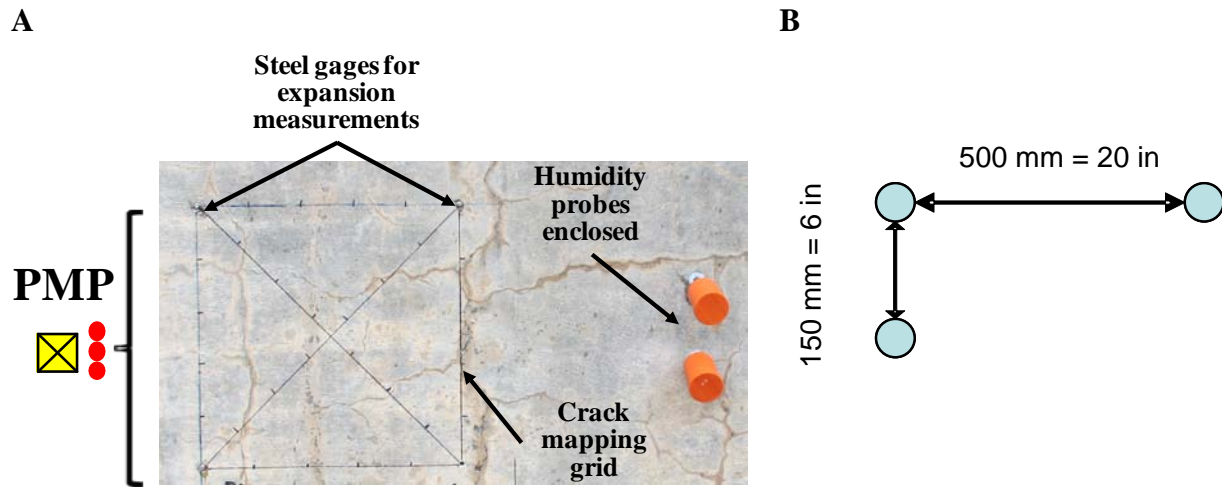 A
B
Steel gages for
expansion
measurements
Humidity
probes
enclosed
PMP
Crack
mapping
grid
500 mm = 20 in
150 mm = 6 in